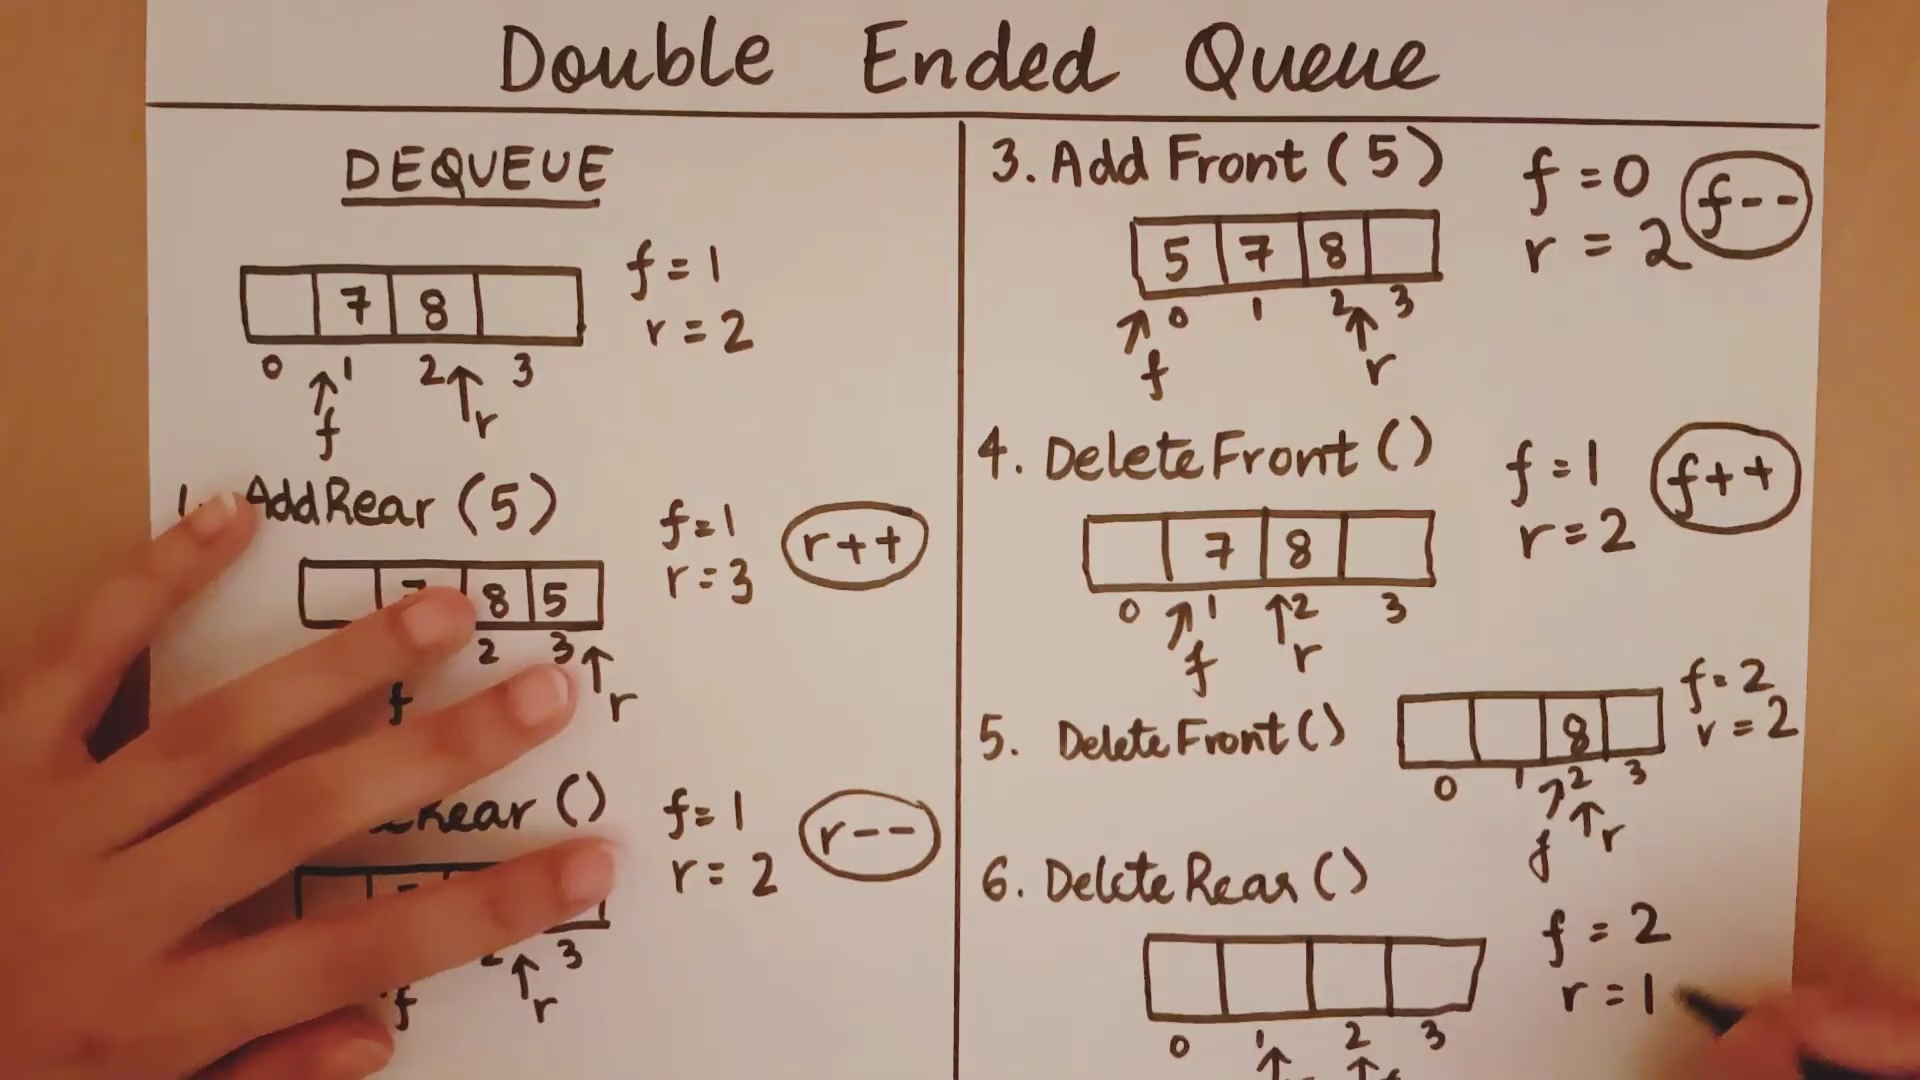 Double Ended Queue
DEQUEUE
7 8
f = 1
r = 2
0 1 2 3
f r
1. AddRear (5)
f=1
r=3
r++
8 5
2 3
f r
Rear ()
f=1
r=2
r--
3
f r
3. Add Front (5)
f=0
r=2
f--
5 7 8
0 1 2 3
f r
4. Delete Front ()
f=1
r=2
f++
7 8
0 1 2 3
f r
5. Delete Front ()
8
f=2
r=2
0 1 2 3
f r
6. Delete Rear ()
f = 2
r = 1
0 1 2 3